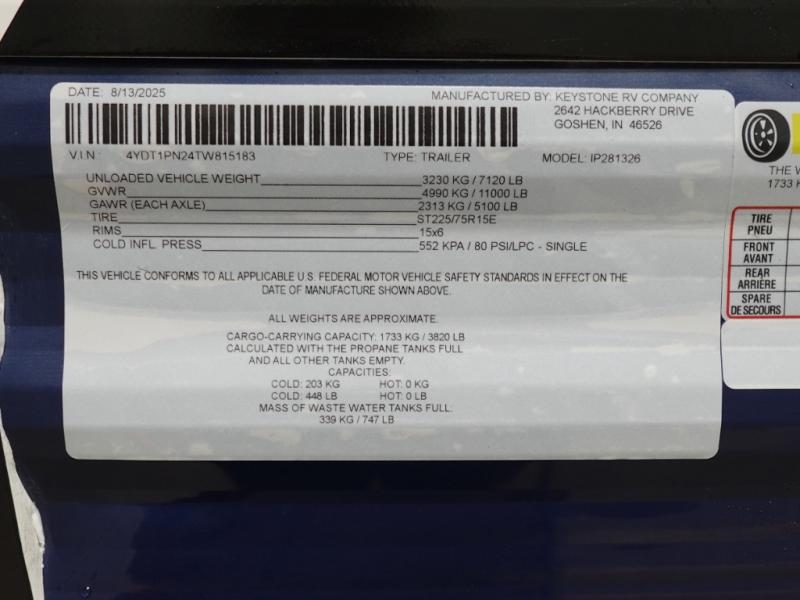 DATE: 8/13/2025
MANUFACTURED BY: KEYSTONE RV COMPANY
2642 HACKBERRY DRIVE
GOSHEN, IN 46526
VIN: 4YDT1PN24TW815183 TYPE: TRAILER MODEL: IP281326
UNLOADED VEHICLE WEIGHT 3230 KG / 7120 LB
GVWR 4990 KG / 11000 LB
GAWR (EACH AXLE) 2313 KG / 5100 LB
TIRE ST225/75R15E
RIMS 15x6
COLD INFL. PRESS 552 KPA / 80 PSI/LPC - SINGLE
THIS VEHICLE CONFORMS TO ALL APPLICABLE U.S. FEDERAL MOTOR VEHICLE SAFETY STANDARDS IN EFFECT ON THE
DATE OF MANUFACTURE SHOWN ABOVE.
ALL WEIGHTS ARE APPROXIMATE.
CARGO-CARRYING CAPACITY: 1733 KG / 3820 LB
CALCULATED WITH THE PROPANE TANKS FULL
AND ALL OTHER TANKS EMPTY.
CAPACITIES:
COLD: 203 KG HOT: 0 KG
COLD: 448 LB HOT: 0 LB
MASS OF WASTE WATER TANKS FULL:
339 KG / 747 LB
THE W
1733 K
TIRE
PNEU
FRONT
AVANT
REAR
ARRIÈRE
SPARE
DE SECOURS